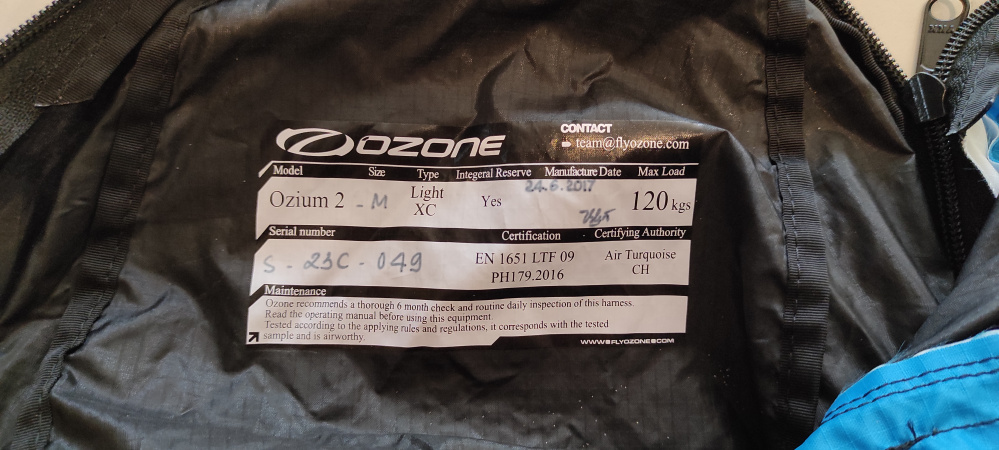 OZONE
CONTACT
team@flyozone.com
Model Size Type Integeral Reserve Manufacture Date Max Load
Ozium 2 - M Light XC Yes 24.6.2017 120 kgs
Serial number Certification Certifying Authority
S - 23C - 049 EN 1651 LTF 09 PH179.2016 Air Turquoise CH
Maintenance
Ozone recommends a thorough 6 month check and routine daily inspection of this harness.
Read the operating manual before using this equipment.
Tested according to the applying rules and regulations, it corresponds with the tested
sample and is airworthy.
WWW.FLYOZONE.COM